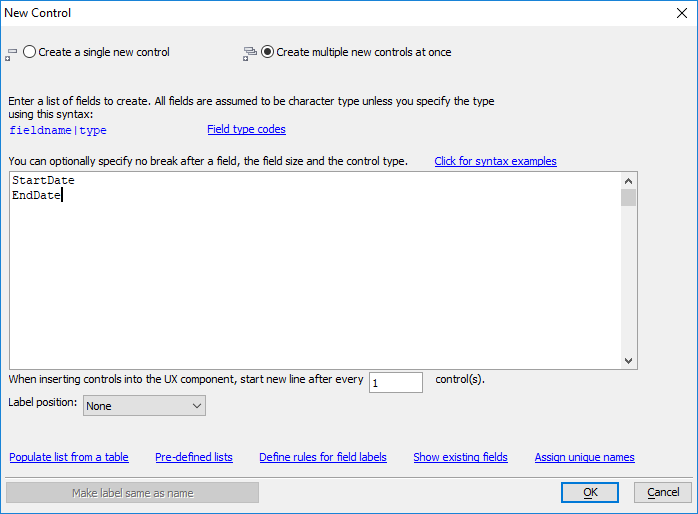 New Control
Create a single new control
Create multiple new controls at once
Enter a list of fields to create. All fields are assumed to be character type unless you specify the type
using this syntax:
fieldname|type
Field type codes
You can optionally specify no break after a field, the field size and the control type.
Click for syntax examples
StartDate
EndDate
When inserting controls into the UX component, start new line after every 1 control(s).
Label position: None
Populate list from a table
Pre-defined lists
Define rules for field labels
Show existing fields
Assign unique names
Make label same as name
OK
Cancel